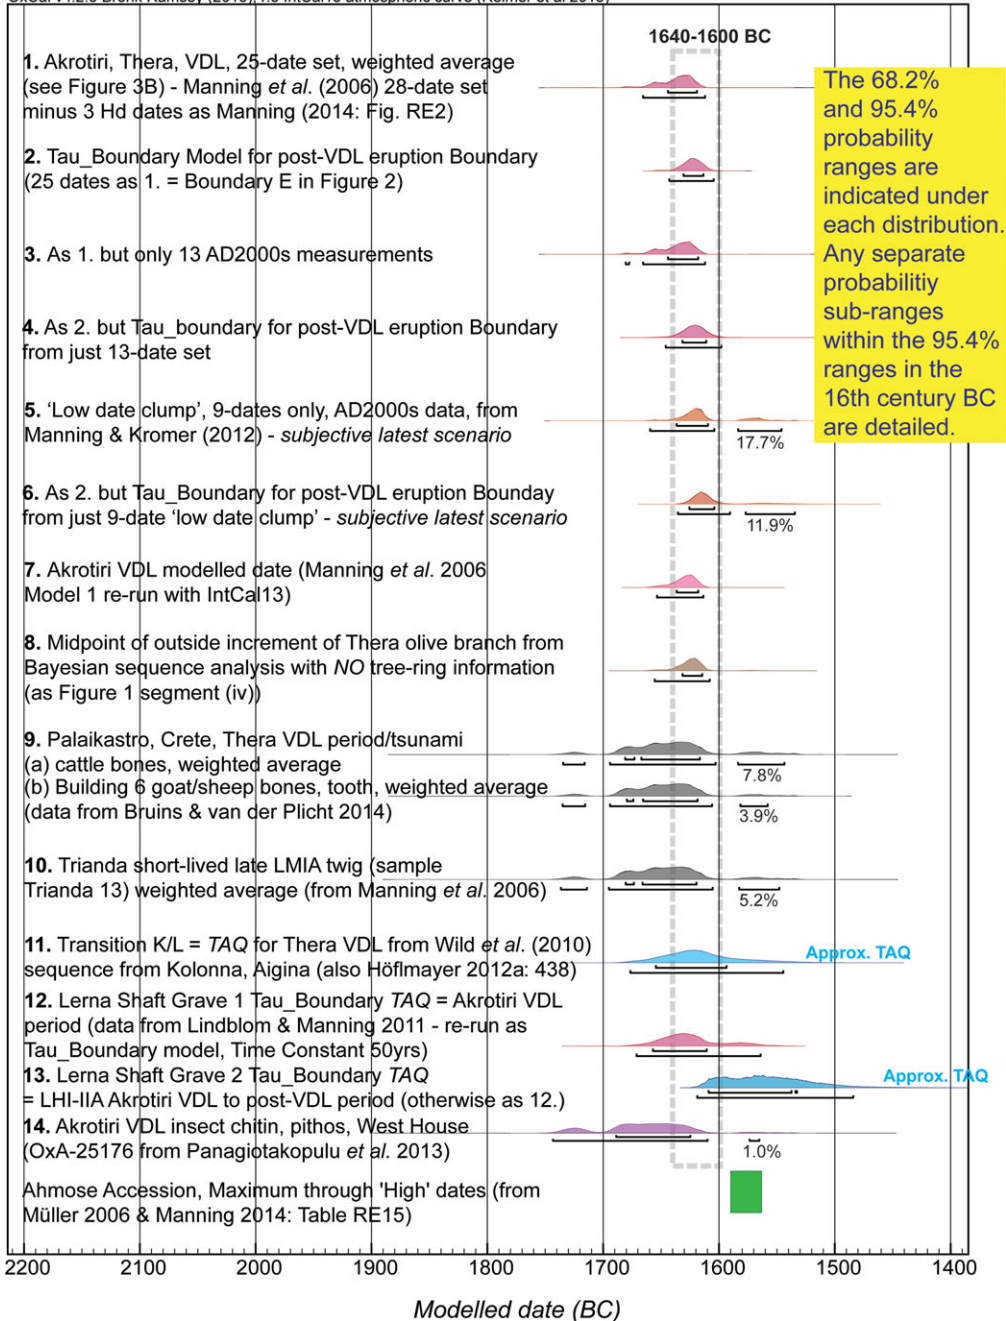 OxCal v4.2.3 Bronk Ramsey (2013); r:5 IntCal13 atmospheric curve (Reimer et al 2013)
1640-1600 BC
1. Akrotiri, Thera, VDL, 25-date set, weighted average
(see Figure 3B) - Manning et al. (2006) 28-date set
minus 3 Hd dates as Manning (2014: Fig. RE2)
2. Tau_Boundary Model for post-VDL eruption Boundary
(25 dates as 1. = Boundary E in Figure 2)
3. As 1. but only 13 AD2000s measurements
4. As 2. but Tau_boundary for post-VDL eruption Boundary
from just 13-date set
5. ‘Low date clump’, 9-dates only, AD2000s data, from
Manning & Kromer (2012) - subjective latest scenario
17.7%
6. As 2. but Tau_Boundary for post-VDL eruption Bounday
from just 9-date ‘low date clump’ - subjective latest scenario
11.9%
7. Akrotiri VDL modelled date (Manning et al. 2006
Model 1 re-run with IntCal13)
8. Midpoint of outside increment of Thera olive branch from
Bayesian sequence analysis with NO tree-ring information
(as Figure 1 segment (iv))
9. Palaikastro, Crete, Thera VDL period/tsunami
(a) cattle bones, weighted average
7.8%
(b) Building 6 goat/sheep bones, tooth, weighted average
(data from Bruins & van der Plicht 2014)
3.9%
10. Trianda short-lived late LMIA twig (sample
Trianda 13) weighted average (from Manning et al. 2006)
5.2%
11. Transition K/L = TAQ for Thera VDL from Wild et al. (2010)
sequence from Kolonna, Aigina (also Höflmayer 2012a: 438)
Approx. TAQ
12. Lerna Shaft Grave 1 Tau_Boundary TAQ = Akrotiri VDL
period (data from Lindblom & Manning 2011 - re-run as
Tau_Boundary model, Time Constant 50yrs)
13. Lerna Shaft Grave 2 Tau_Boundary TAQ
= LHI-IIA Akrotiri VDL to post-VDL period (otherwise as 12.)
Approx. TAQ
14. Akrotiri VDL insect chitin, pithos, West House
(OxA-25176 from Panagiotakopulu et al. 2013)
1.0%
Ahmose Accession, Maximum through 'High' dates (from
Müller 2006 & Manning 2014: Table RE15)
The 68.2%
and 95.4%
probability
ranges are
indicated under
each distribution.
Any separate
probabilitiy
sub-ranges
within the 95.4%
ranges in the
16th century BC
are detailed.
2200 2100 2000 1900 1800 1700 1600 1500 1400
Modelled date (BC)